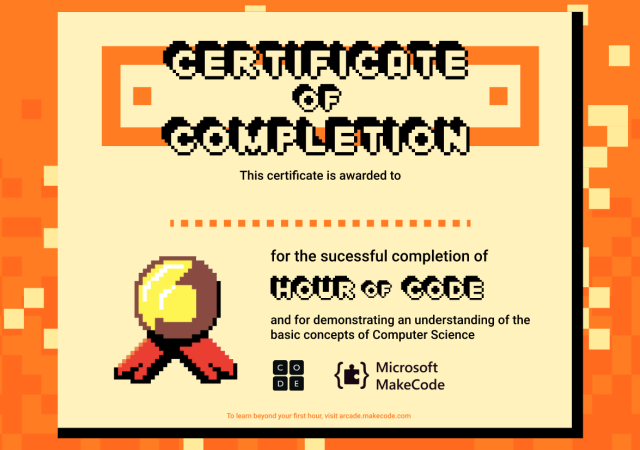 CERTIFICATE
OF
COMPLETION
This certificate is awarded to
for the sucessful completion of
HOUR OF CODE
and for demonstrating an understanding of the
basic concepts of Computer Science
C O
D E
Microsoft
MakeCode
To learn beyond your first hour, visit arcade.makecode.com